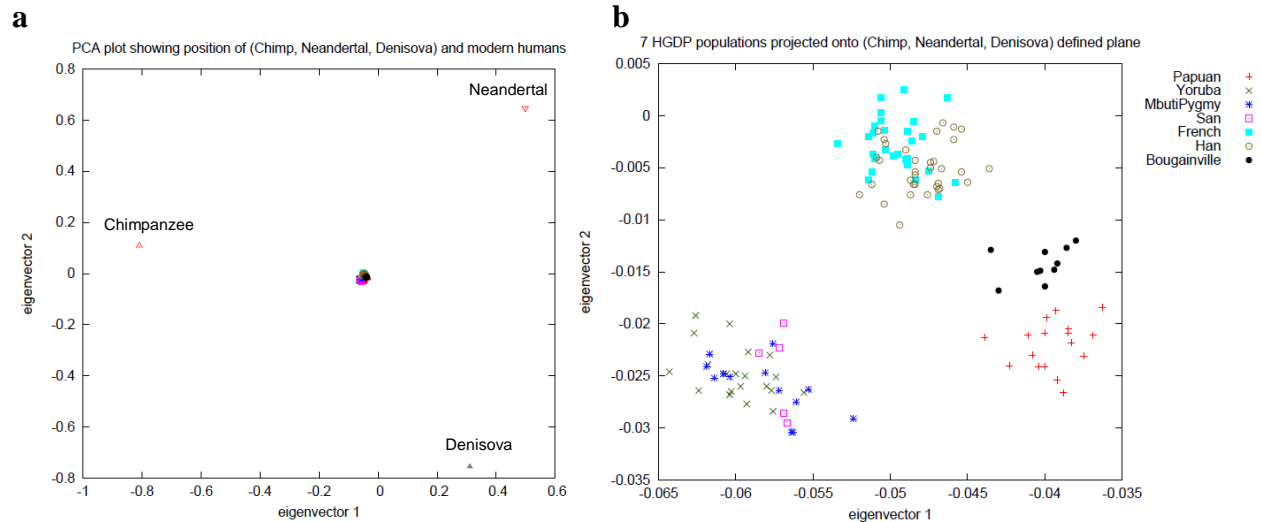 a
PCA plot showing position of (Chimp, Neandertal, Denisova) and modern humans
0.8
0.6
0.4
0.2
0
-0.2
-0.4
-0.6
-0.8
eigenvector 2
Neandertal
Chimpanzee
Denisova
-1
-0.8
-0.6
-0.4
-0.2
0
0.2
0.4
0.6
eigenvector 1
b
7 HGDP populations projected onto (Chimp, Neandertal, Denisova) defined plane
0.005
0
-0.005
-0.01
-0.015
-0.02
-0.025
-0.03
-0.035
eigenvector 2
-0.065
-0.06
-0.055
-0.05
-0.045
-0.04
-0.035
eigenvector 1
Papuan
Yoruba
MbutiPygmy
San
French
Han
Bougainville